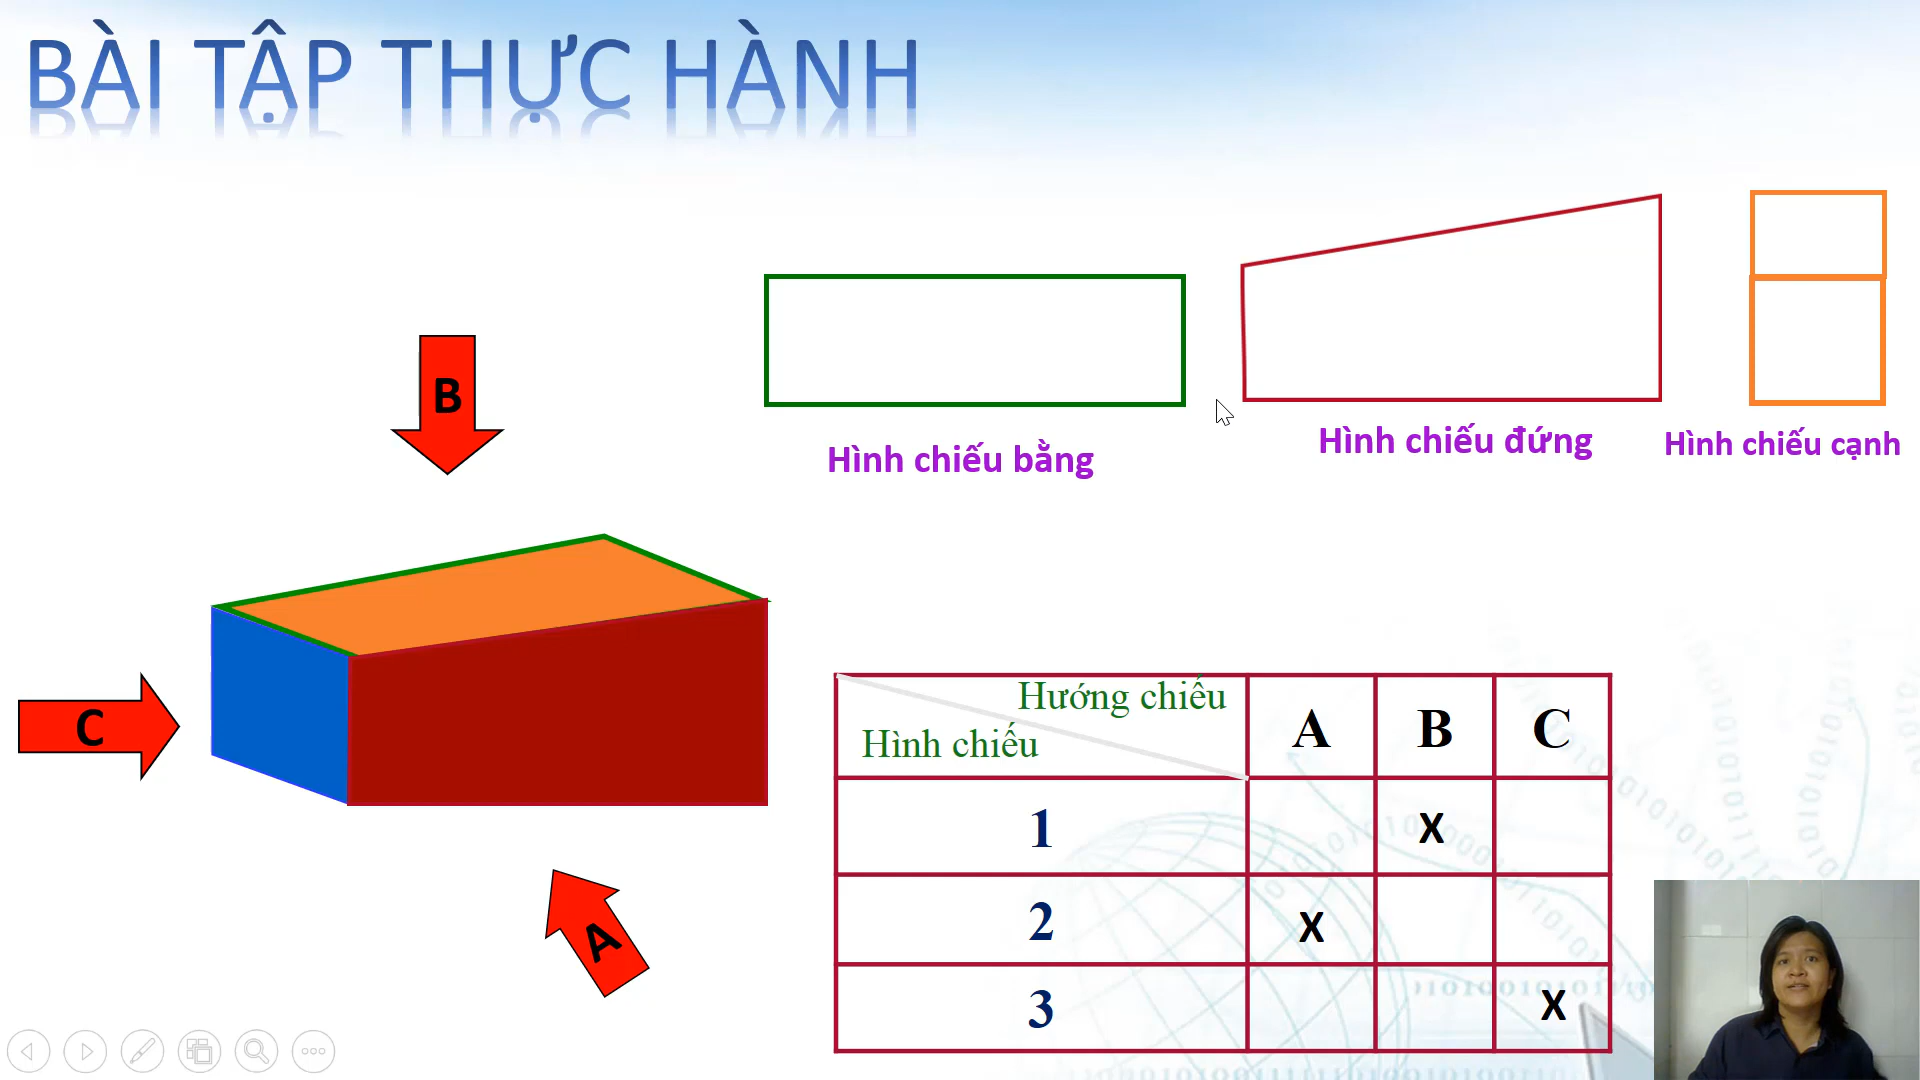 BÀI TẬP THỰC HÀNH
B
Hình chiếu bằng
Hình chiếu đứng
Hình chiếu cạnh
C
A
Hướng chiếu
Hình chiếu
A
B
C
1
X
2
X
3
X